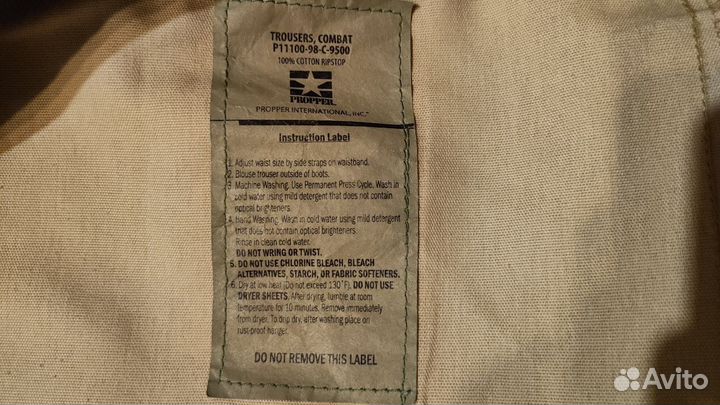 TROUSERS, COMBAT
P11100-98-C-9500
100% COTTON RIPSTOP
PROPPER
PROPPER INTERNATIONAL, INC.™
Instruction Label
1. Adjust waist size by side straps on waistband.
2. Blouse trouser outside of boots.
3. Machine Washing. Use Permanent Press Cycle. Wash in
cold water using mild detergent that does not contain
optical brighteners.
4. Hand Washing. Wash in cold water using mild detergent
that does not contain optical brighteners.
Rinse in clean cold water.
DO NOT WRING OR TWIST.
5. DO NOT USE CHLORINE BLEACH, BLEACH
ALTERNATIVES, STARCH, OR FABRIC SOFTENERS.
6. Dry at low heat (Do not exceed 130°F). DO NOT USE
DRYER SHEETS. After drying, tumble at room
temperature for 10 minutes. Remove immediately
from dryer. To drip dry, after washing place on
rust-proof hanger.
DO NOT REMOVE THIS LABEL
Avito